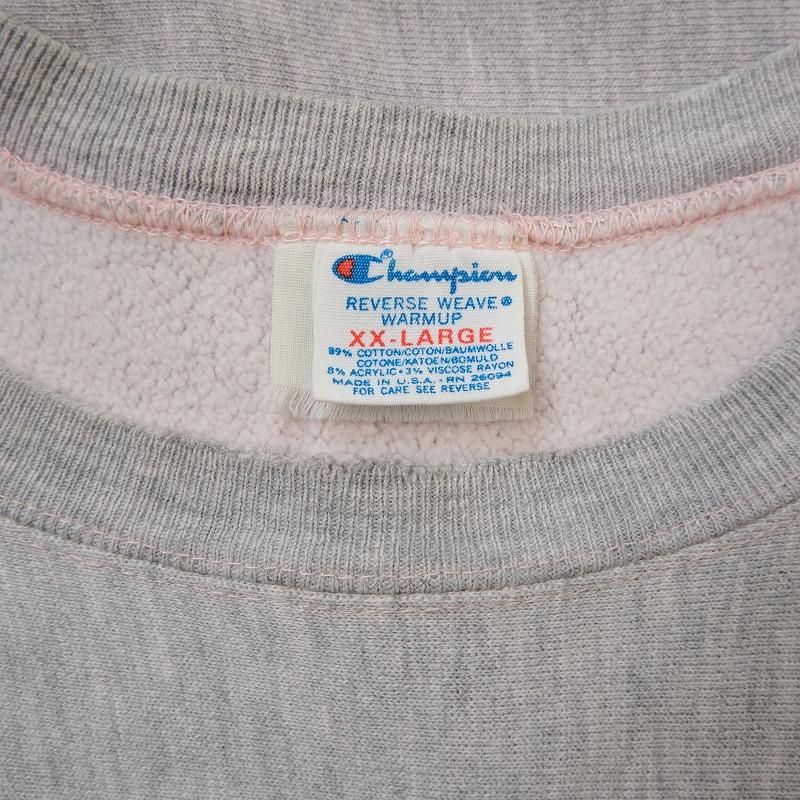 Champion®
REVERSE WEAVE®
WARMUP
XX-LARGE
89% COTTON/COTON/BAUMWOLLE
COTONE/KATOEN/BOMULD
8% ACRYLIC · 3% VISCOSE RAYON
MADE IN U.S.A. · RN 26094
FOR CARE SEE REVERSE